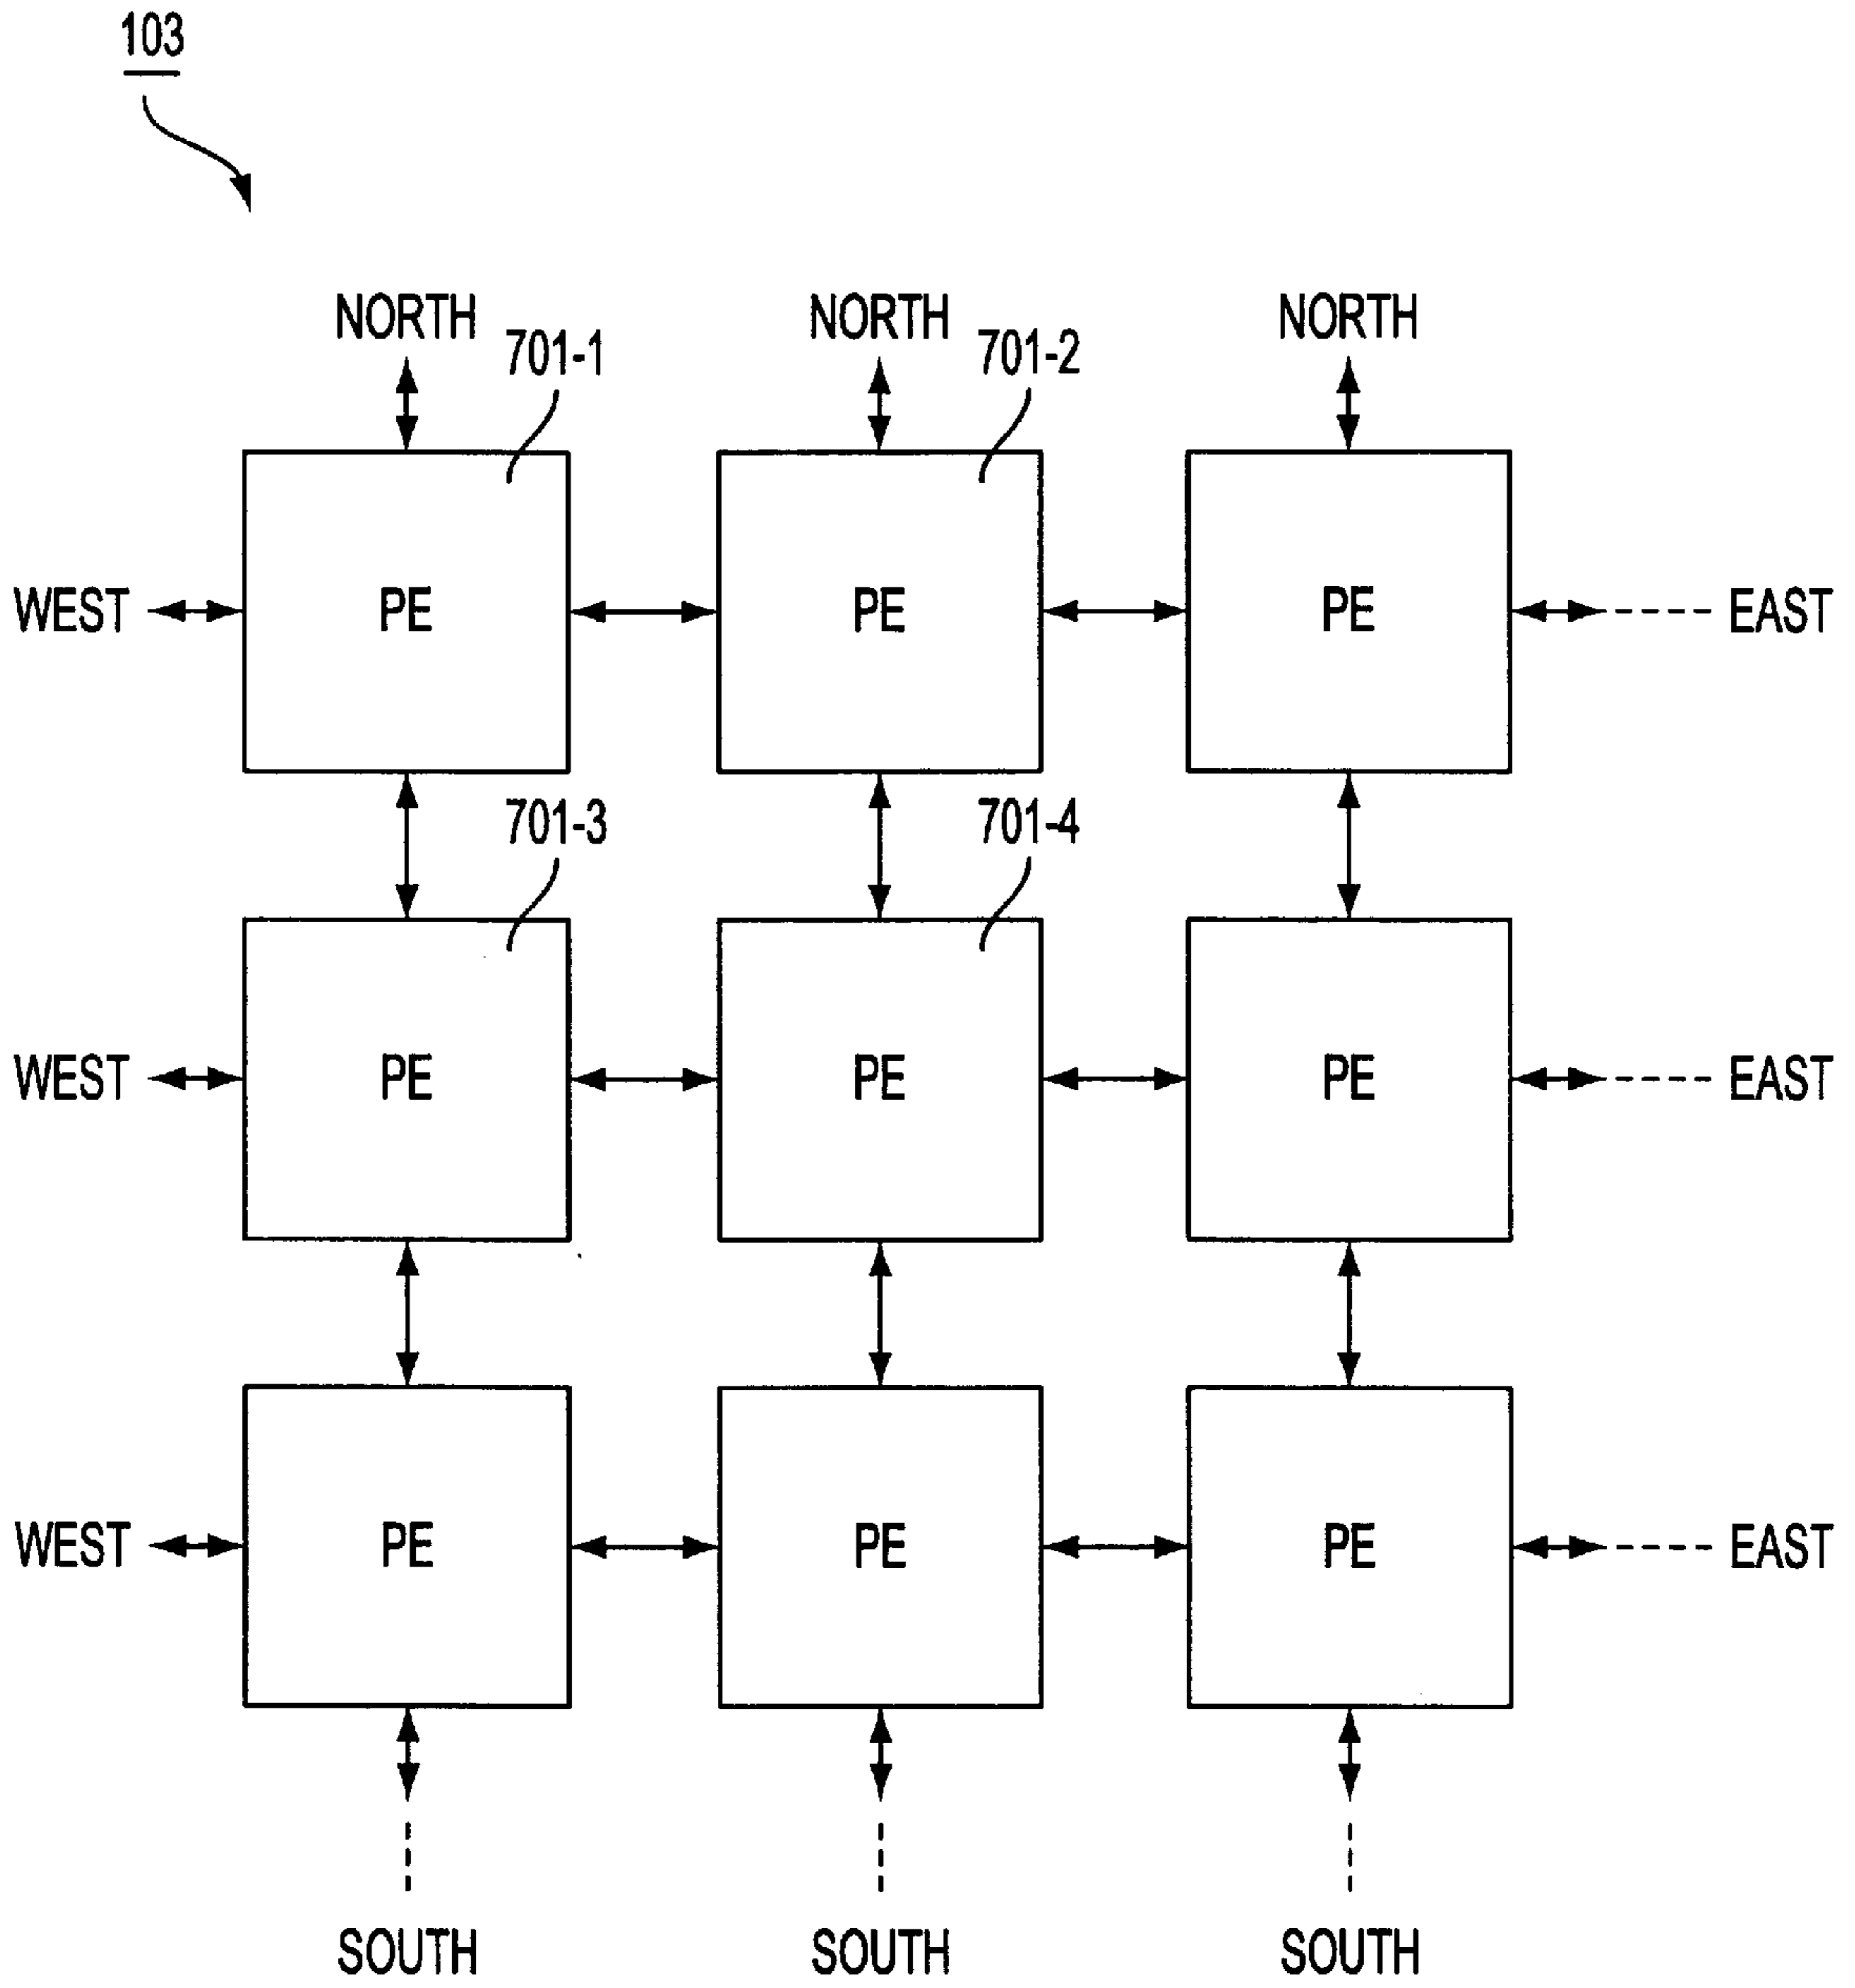 103
NORTH NORTH NORTH
701-1 701-2
WEST PE PE PE EAST
701-3 701-4
WEST PE PE PE EAST
WEST PE PE PE EAST
SOUTH SOUTH SOUTH